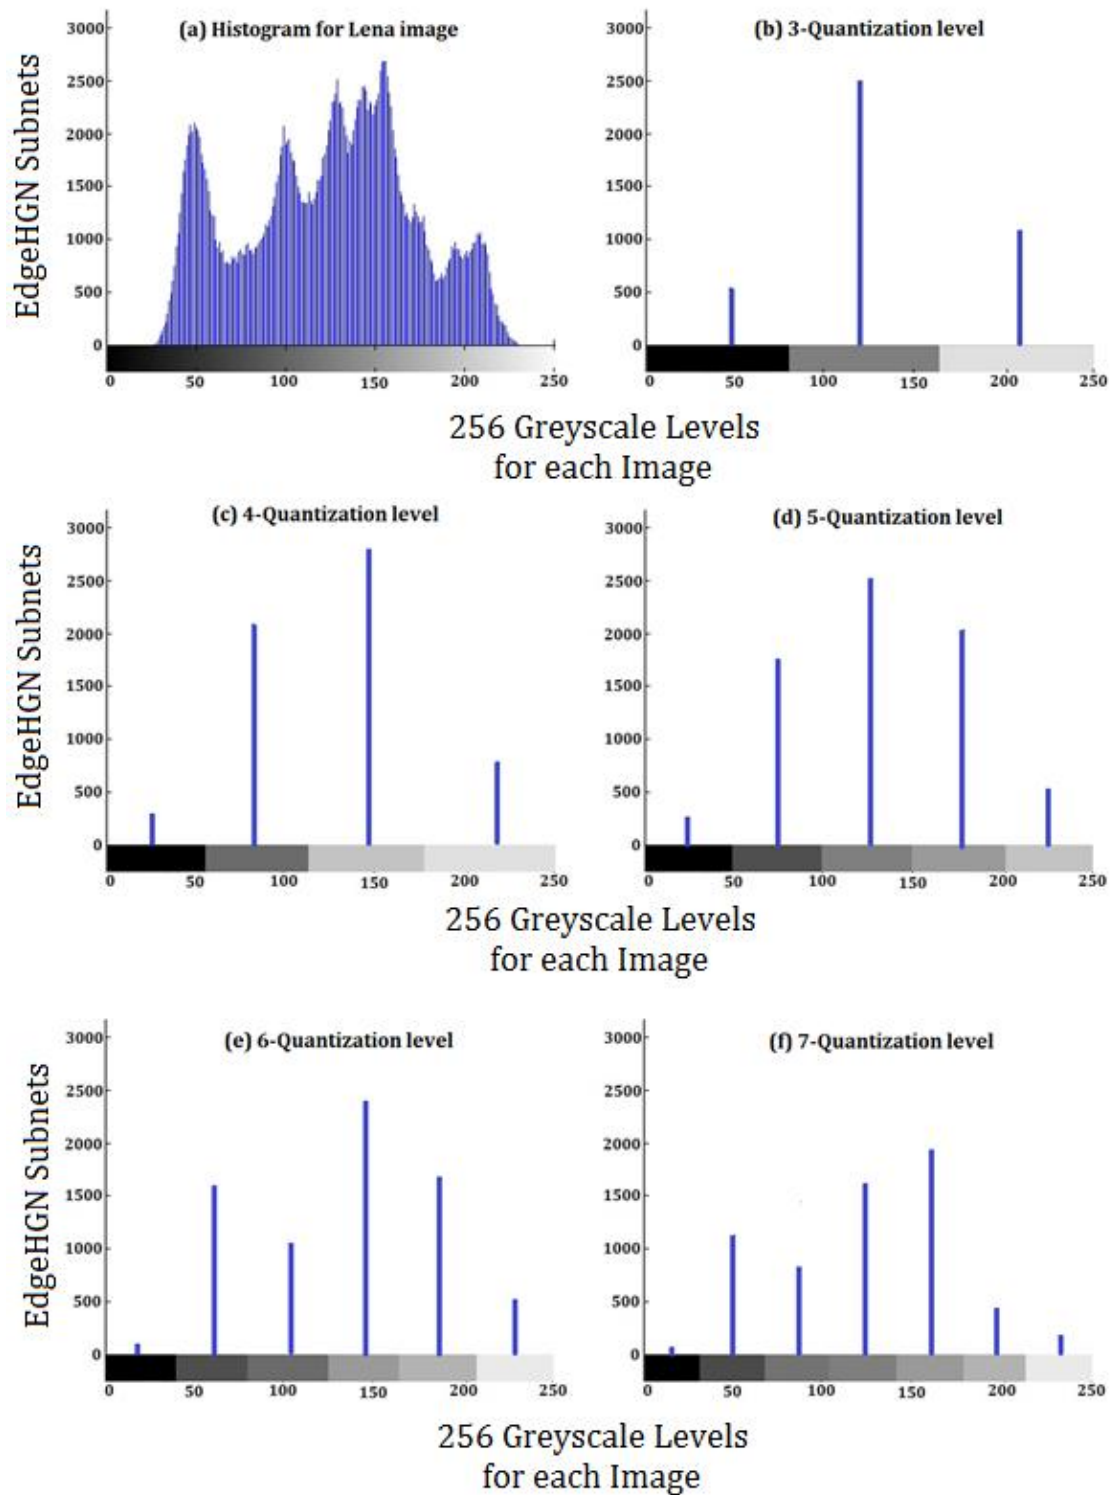 (a) Histogram for Lena image
3000
2500
2000
1500
1000
500
0
0 50 100 150 200 250
EdgeHGN Subnets
(b) 3-Quantization level
3000
2500
2000
1500
1000
500
0
0 50 100 150 200 250
256 Greyscale Levels
for each Image
(c) 4-Quantization level
3000
2500
2000
1500
1000
500
0
0 50 100 150 200 250
EdgeHGN Subnets
(d) 5-Quantization level
3000
2500
2000
1500
1000
500
0
0 50 100 150 200 250
256 Greyscale Levels
for each Image
(e) 6-Quantization level
3000
2500
2000
1500
1000
500
0
0 50 100 150 200 250
EdgeHGN Subnets
(f) 7-Quantization level
3000
2500
2000
1500
1000
500
0
0 50 100 150 200 250
256 Greyscale Levels
for each Image